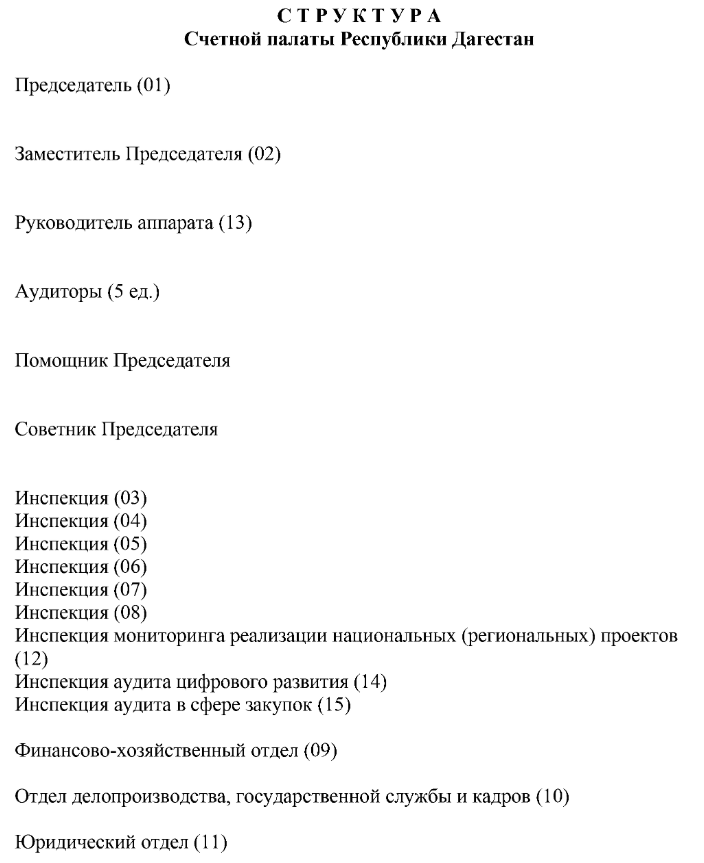 С Т Р У К Т У Р А
Счетной палаты Республики Дагестан
Председатель (01)
Заместитель Председателя (02)
Руководитель аппарата (13)
Аудиторы (5 ед.)
Помощник Председателя
Советник Председателя
Инспекция (03)
Инспекция (04)
Инспекция (05)
Инспекция (06)
Инспекция (07)
Инспекция (08)
Инспекция мониторинга реализации национальных (региональных) проектов
(12)
Инспекция аудита цифрового развития (14)
Инспекция аудита в сфере закупок (15)
Финансово-хозяйственный отдел (09)
Отдел делопроизводства, государственной службы и кадров (10)
Юридический отдел (11)